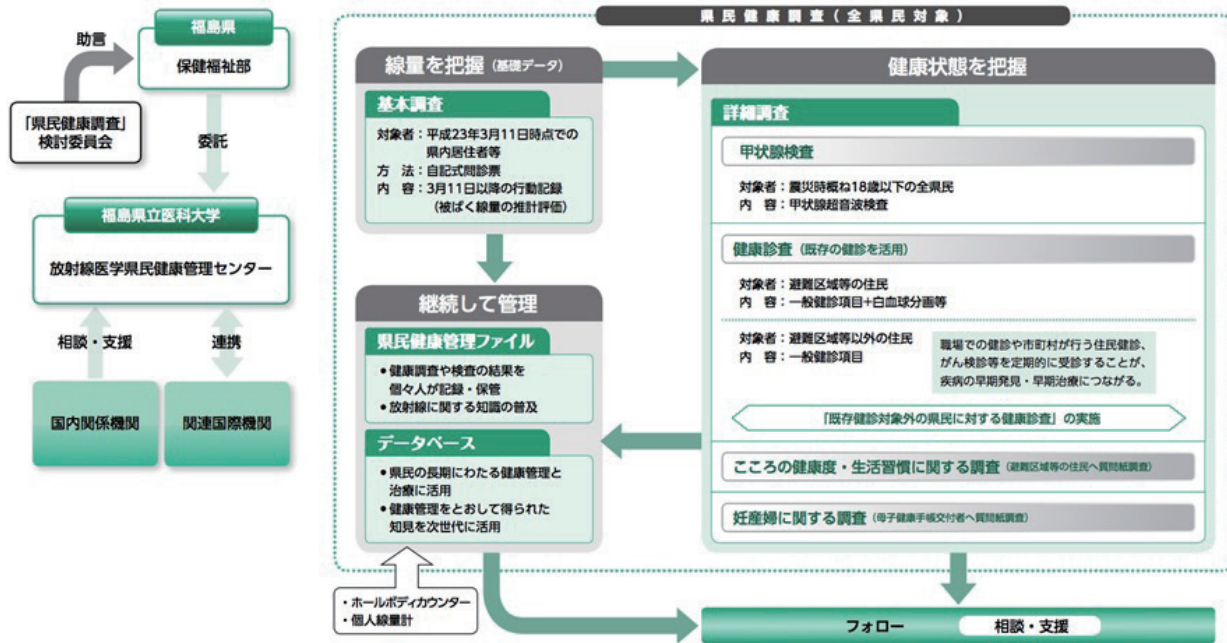 助言
福島県
保健福祉部
「県民健康調査」
検討委員会
委託
福島県立医科大学
放射線医学県民健康管理センター
相談・支援
連携
国内関係機関
関連国際機関
県民健康調査(全県民対象)
線量を把握(基礎データ)
基本調査
対象者:平成23年3月11日時点での
県内居住者等
方　法:自記式問診票
内　容:3月11日以降の行動記録
(被ばく線量の推計評価)
継続して管理
県民健康管理ファイル
•健康調査や検査の結果を
個々人が記録・保管
•放射線に関する知識の普及
データベース
•県民の長期にわたる健康管理と
治療に活用
•健康管理をとおして得られた
知見を次世代に活用
・ホールボディカウンター
・個人線量計
健康状態を把握
詳細調査
甲状腺検査
対象者:震災時概ね18歳以下の全県民
内　容:甲状腺超音波検査
健康診査(既存の健診を活用)
対象者:避難区域等の住民
内　容:一般健診項目+白血球分画等
対象者:避難区域等以外の住民
内　容:一般健診項目
職場での健診や市町村が行う住民健診、
がん検診等を定期的に受診することが、
疾病の早期発見・早期治療につながる。
「既存健診対象外の県民に対する健康診査」の実施
こころの健康度・生活習慣に関する調査(避難区域等の住民へ質問紙調査)
妊産婦に関する調査(母子健康手帳交付者へ質問紙調査)
フォロー
相談・支援